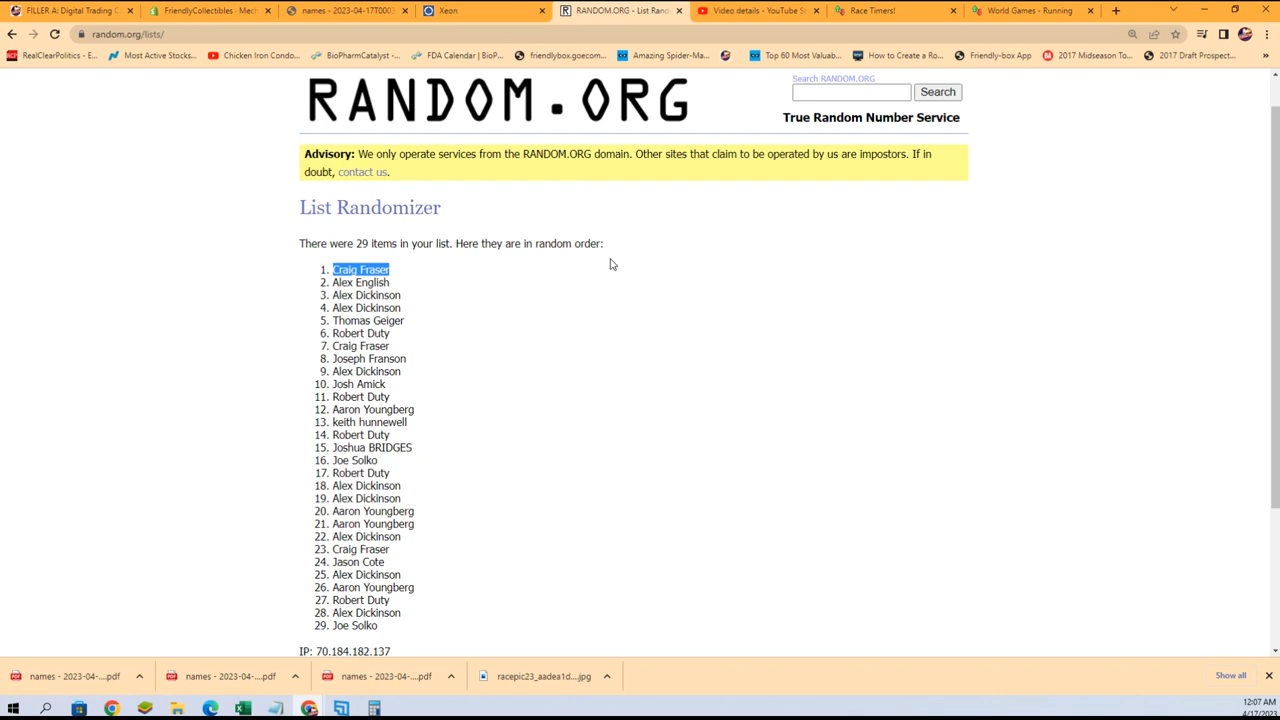 FILLER A: Digital Trading C
FriendlyCollectibles - Mech
names - 2023-04-17T0003
Xeon
RANDOM.ORG - List Rand
Video details - YouTube S
Race Timers!
World Games - Running
random.org/lists/
RealClearPolitics - E...
Most Active Stocks...
Chicken Iron Condo...
BioPharmCatalyst -...
FDA Calendar | BioP...
friendlybox.goecom...
Amazing Spider-Ma...
Top 60 Most Valuab...
How to Create a Ro...
Friendly-box App
2017 Midseason To...
2017 Draft Prospect...
RANDOM.ORG
Search RANDOM.ORG
Search
True Random Number Service
Advisory: We only operate services from the RANDOM.ORG domain. Other sites that claim to be operated by us are impostors. If in
doubt, contact us.
List Randomizer
There were 29 items in your list. Here they are in random order:
1. Craig Fraser
2. Alex English
3. Alex Dickinson
4. Alex Dickinson
5. Thomas Geiger
6. Robert Duty
7. Craig Fraser
8. Joseph Franson
9. Alex Dickinson
10. Josh Amick
11. Robert Duty
12. Aaron Youngberg
13. keith hunnewell
14. Robert Duty
15. Joshua BRIDGES
16. Joe Solko
17. Robert Duty
18. Alex Dickinson
19. Alex Dickinson
20. Aaron Youngberg
21. Aaron Youngberg
22. Alex Dickinson
23. Craig Fraser
24. Jason Cote
25. Alex Dickinson
26. Aaron Youngberg
27. Robert Duty
28. Alex Dickinson
29. Joe Solko
IP: 70.184.182.137
names - 2023-04-....pdf
names - 2023-04-....pdf
names - 2023-04-....pdf
racepic23_aadea1d....jpg
Show all
12:07 AM
4/17/2023